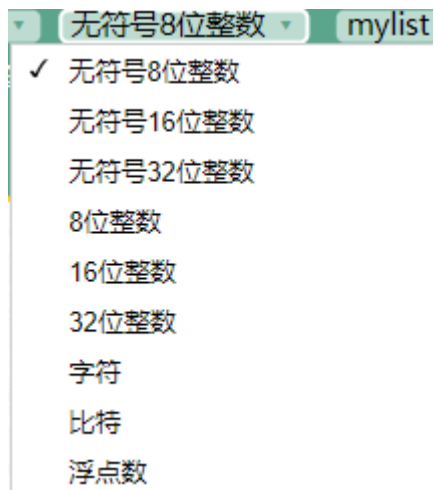 无符号8位整数 mylist
无符号8位整数
无符号16位整数
无符号32位整数
8位整数
16位整数
32位整数
字符
比特
浮点数